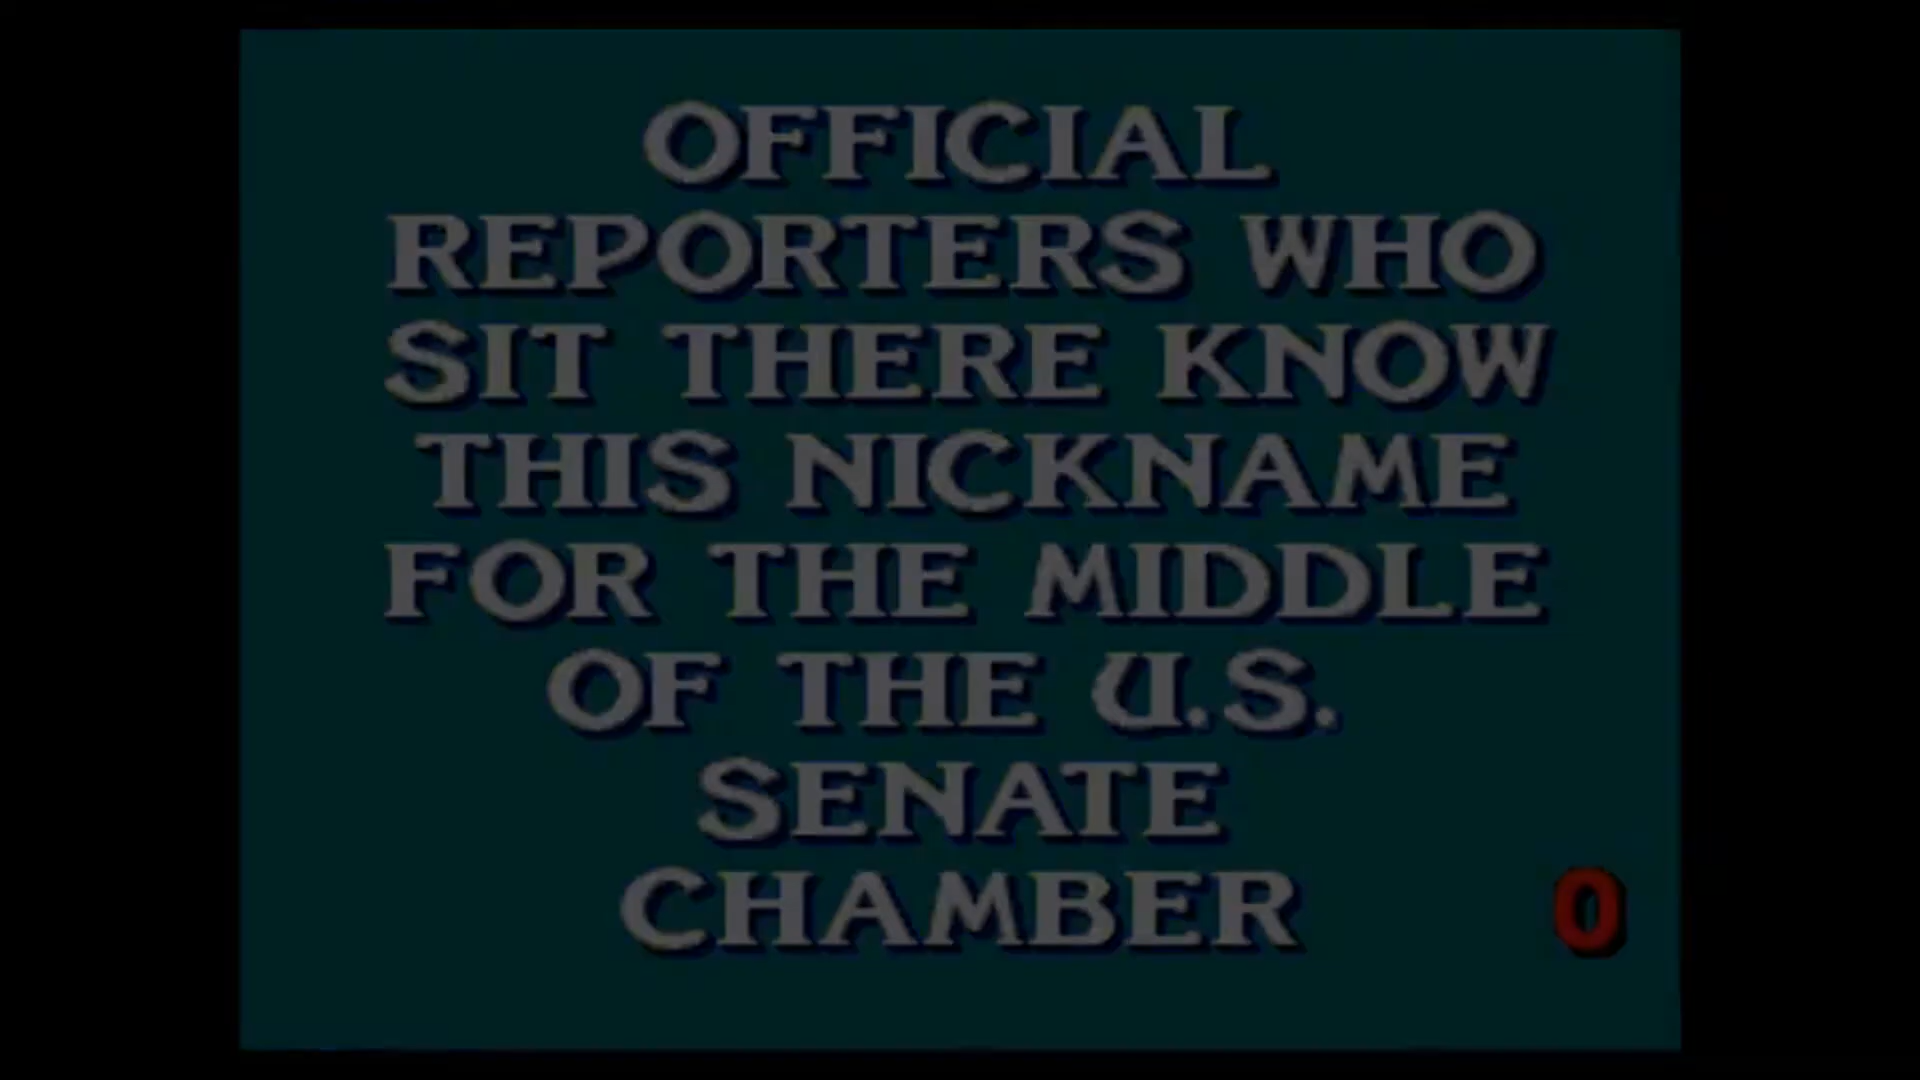 OFFICIAL
REPORTERS WHO
SIT THERE KNOW
THIS NICKNAME
FOR THE MIDDLE
OF THE U.S.
SENATE
CHAMBER
0